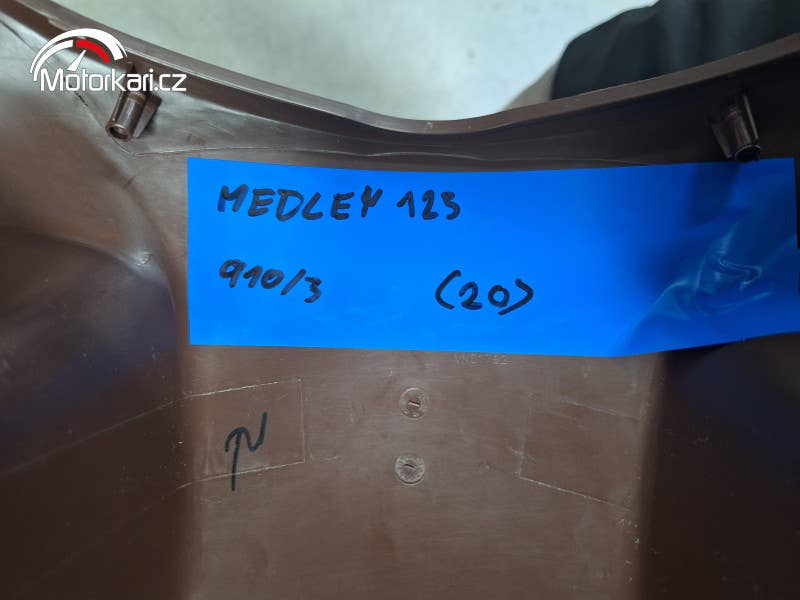 Motorkari.cz
MEDLEY 125
910/3 (20)